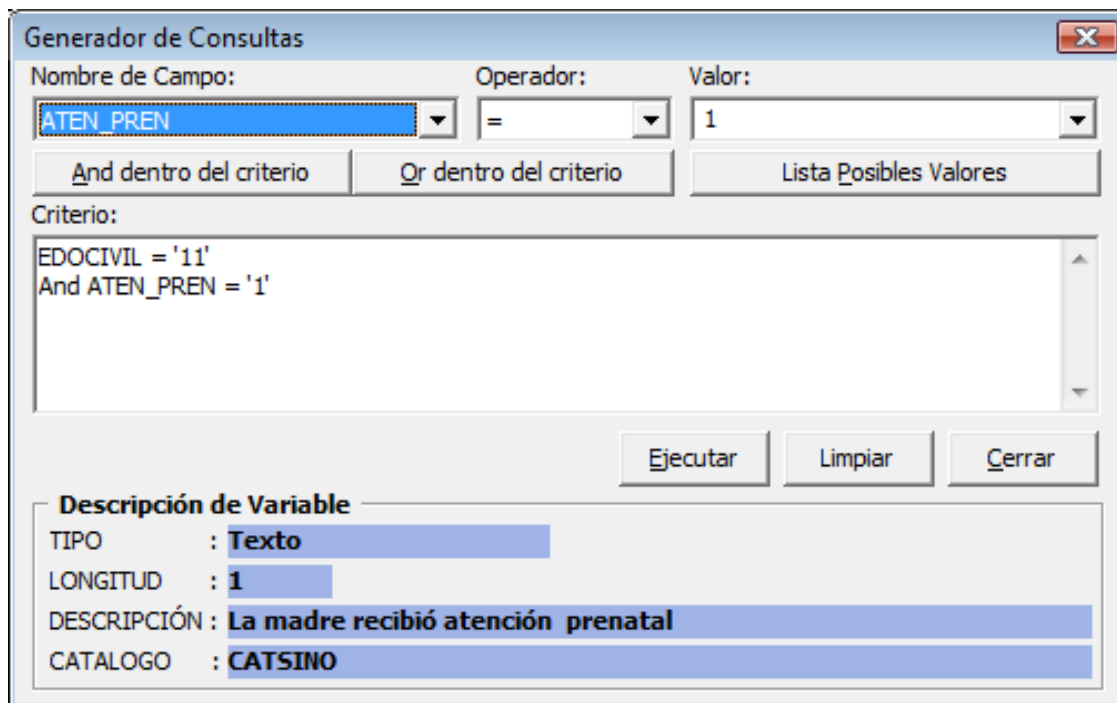 Generador de Consultas
Nombre de Campo: Operador: Valor:
ATEN_PREN = 1
And dentro del criterio Or dentro del criterio Lista Posibles Valores
Criterio:
EDOCIVIL = '11'
And ATEN_PREN = '1'
Ejecutar Limpiar Cerrar
Descripción de Variable
TIPO : Texto
LONGITUD : 1
DESCRIPCIÓN : La madre recibió atención  prenatal
CATALOGO : CATSINO